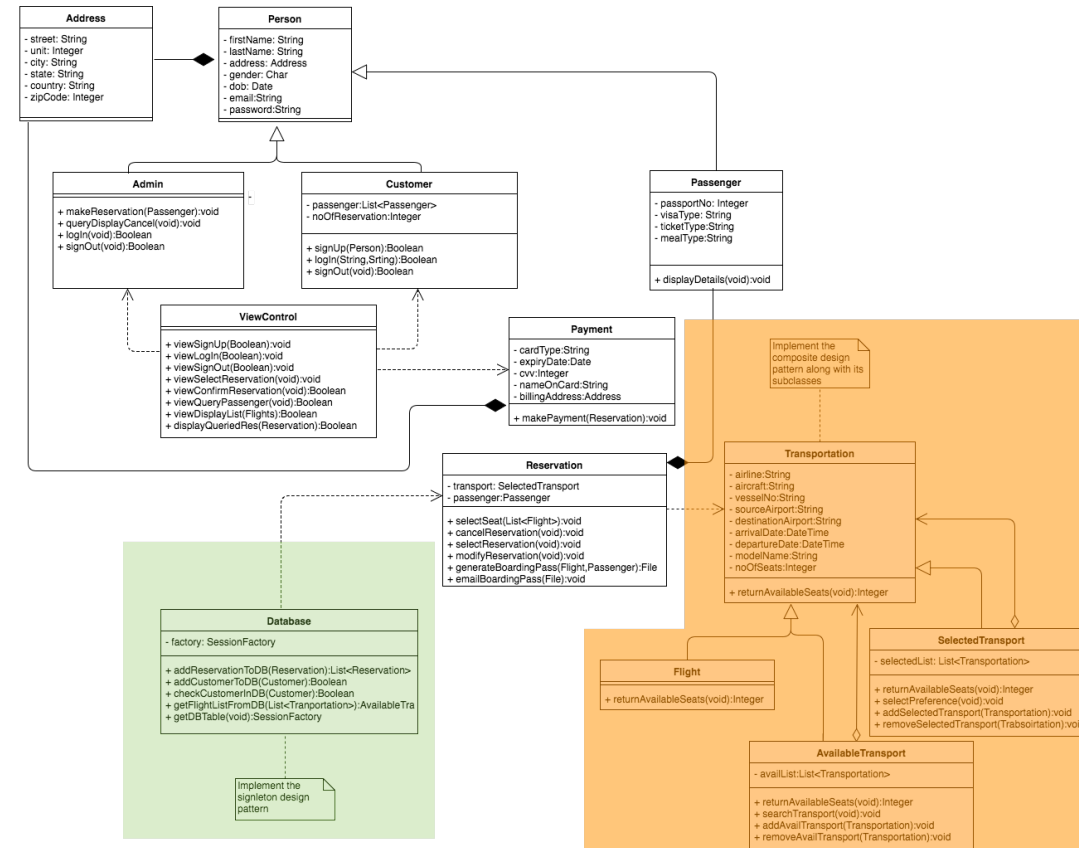 Address
- street: String
- unit: Integer
- city: String
- state: String
- country: String
- zipCode: Integer
Person
- firstName: String
- lastName: String
- address: Address
- gender: Char
- dob: Date
- email:String
- password:String
Admin
+ makeReservation(Passenger):void
+ queryDisplayCancel(void):void
+ logIn(void):Boolean
+ signOut(void):Boolean
-
Customer
- passenger:List<Passenger>
- noOfReservation:Integer
+ signUp(Person):Boolean
+ logIn(String,Srting):Boolean
+ signOut(void):Boolean
Passenger
- passportNo: Integer
- visaType: String
- ticketType:String
- mealType:String
+ displayDetails(void):void
ViewControl
+ viewSignUp(Boolean):void
+ viewLogIn(Boolean):void
+ viewSignOut(Boolean):void
+ viewSelectReservation(void):void
+ viewConfirmReservation(void):Boolean
+ viewQueryPassenger(void):Boolean
+ viewDisplayList(Flights):Boolean
+ displayQueriedRes(Reservation):Boolean
Payment
- cardType:String
- expiryDate:Date
- cvv:Integer
- nameOnCard:String
- billingAddress:Address
+ makePayment(Reservation):void
Implement the
composite design
pattern along with its
subclasses
Reservation
- transport: SelectedTransport
- passenger:Passenger
+ selectSeat(List<Flight>):void
+ cancelReservation(void):void
+ selectReservation(void):void
+ modifyReservation(void):void
+ generateBoardingPass(Flight,Passenger):File
+ emailBoardingPass(File):void
Transportation
- airline:String
- aircraft:String
- vesselNo:String
- sourceAirport:String
- destinationAirport:String
- arrivalDate:DateTime
- departureDate:DateTime
- modelName:String
- noOfSeats:Integer
+ returnAvailableSeats(void):Integer
Database
- factory: SessionFactory
+ addReservationToDB(Reservation):List<Reservation>
+ addCustomerToDB(Customer):Boolean
+ checkCustomerInDB(Customer):Boolean
+ getFlightListFromDB(List<Tranportation>):AvailableTra
+ getDBTable(void):SessionFactory
Implement the
signleton design
pattern
Flight
+ returnAvailableSeats(void):Integer
SelectedTransport
- selectedList: List<Transportation>
+ returnAvailableSeats(void):Integer
+ selectPreference(void):void
+ addSelectedTransport(Transportation):void
+ removeSelectedTransport(Trabsoirtation):voi
AvailableTransport
- availList:List<Transportation>
+ returnAvailableSeats(void):Integer
+ searchTransport(void):void
+ addAvailTransport(Transportation):void
+ removeAvailTransport(Transportation):void